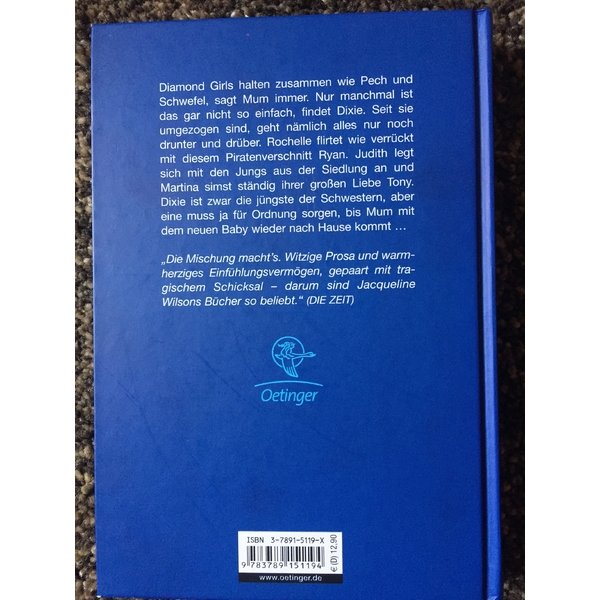 Diamond Girls halten zusammen wie Pech und
Schwefel, sagt Mum immer. Nur manchmal ist
das gar nicht so einfach, findet Dixie. Seit sie
umgezogen sind, geht nämlich alles nur noch
drunter und drüber. Rochelle flirtet wie verrückt
mit diesem Piratenverschnitt Ryan. Judith legt
sich mit den Jungs aus der Siedlung an und
Martina simst ständig ihrer großen Liebe Tony.
Dixie ist zwar die jüngste der Schwestern, aber
eine muss ja für Ordnung sorgen, bis Mum mit
dem neuen Baby wieder nach Hause kommt ...
„Die Mischung macht's. Witzige Prosa und warm-
herziges Einfühlungsvermögen, gepaart mit tra-
gischem Schicksal – darum sind Jacqueline
Wilsons Bücher so beliebt.“ (DIE ZEIT)
Oetinger
ISBN 3-7891-5119-X
9 783789 151194
€ (D) 12,90
www.oetinger.de